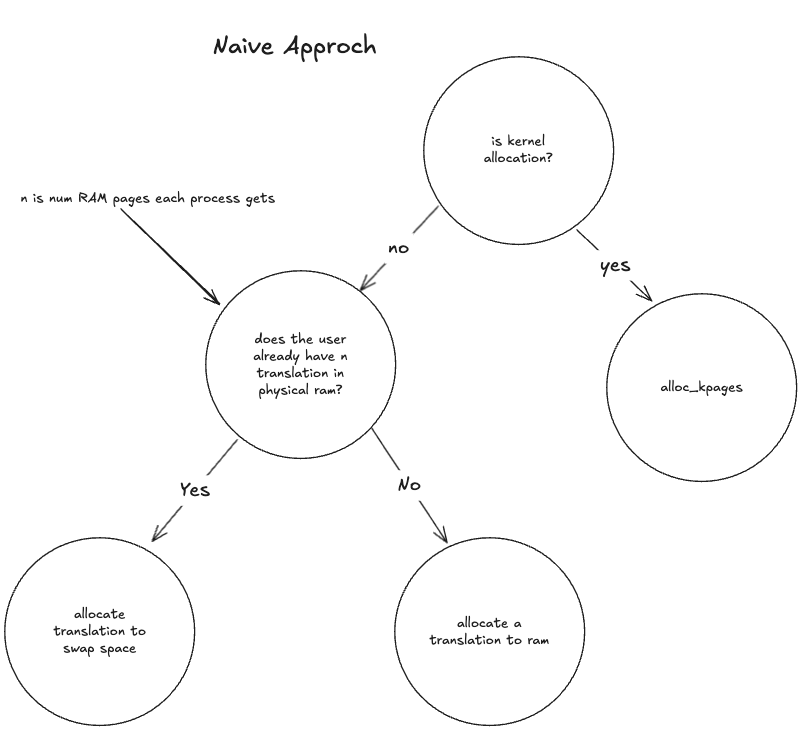 Naive Approch
is kernel
allocation?
n is num RAM pages each process gets
no
yes
does the user
already have n
translation in
physical ram?
alloc_kpages
Yes
No
allocate
translation to
swap space
allocate a
translation to ram